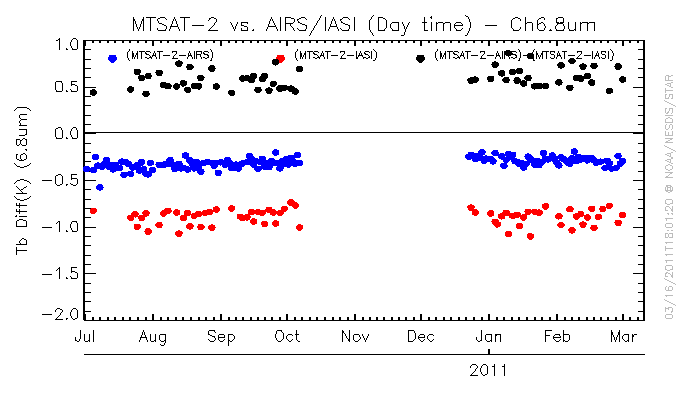 MTSAT-2 vs. AIRS/IASI (Day time) - Ch6.8um
(MTSAT-2-AIRS) (MTSAT-2-IASI) (MTSAT-2-AIRS)-(MTSAT-2-IASI)
Tb Diff(K) (6.8um)
1.0
0.5
0.0
-0.5
-1.0
-1.5
-2.0
Jul Aug Sep Oct Nov Dec Jan Feb Mar
2011
03/16/2011T18:01:20 @ NOAA/NESDIS/STAR